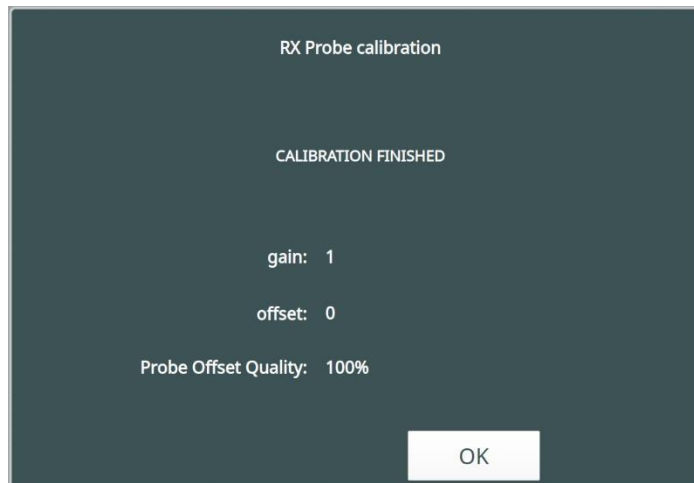 RX Probe calibration
CALIBRATION FINISHED
gain: 1
offset: 0
Probe Offset Quality: 100%
OK